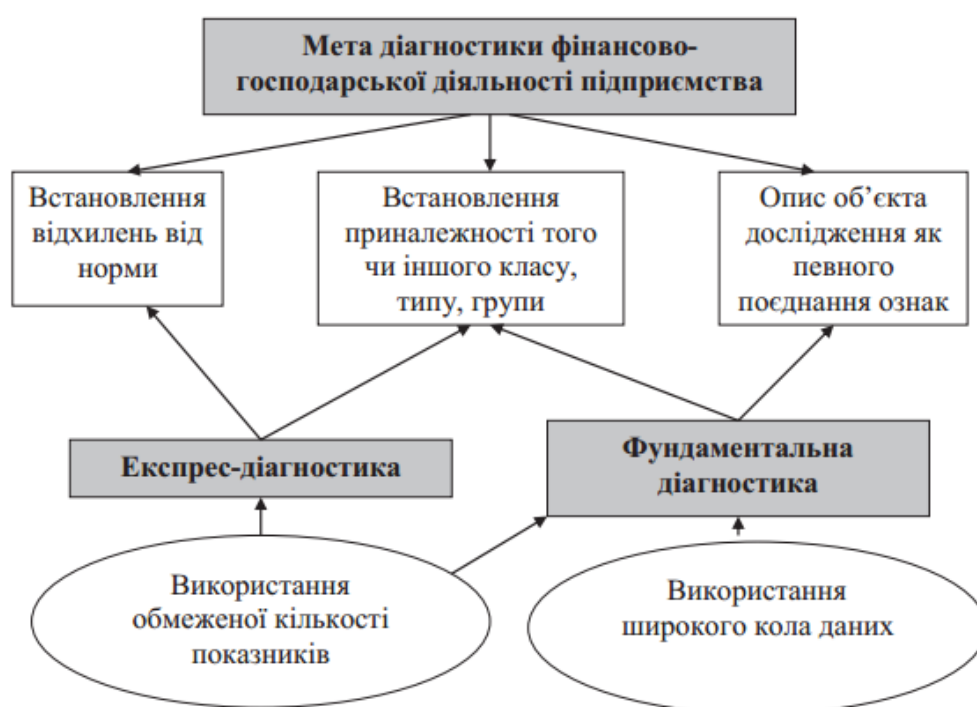 Мета діагностики фінансово-
господарської діяльності підприємства
Встановлення
відхилень від
норми
Встановлення
приналежності того
чи іншого класу,
типу, групи
Опис об’єкта
дослідження як
певного
поєднання ознак
Експрес-діагностика
Фундаментальна
діагностика
Використання
обмеженої кількості
показників
Використання
широкого кола даних